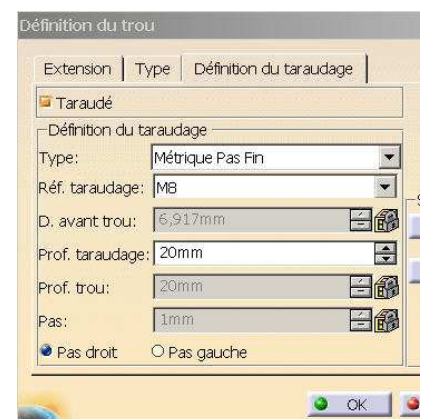 Définition du trou
Extension Type Définition du taraudage
Taraudé
Définition du taraudage
Type: Métrique Pas Fin
Réf. taraudage: M8
D. avant trou: 6,917mm
Prof. taraudage: 20mm
Prof. trou: 20mm
Pas: 1mm
Pas droit Pas gauche
OK